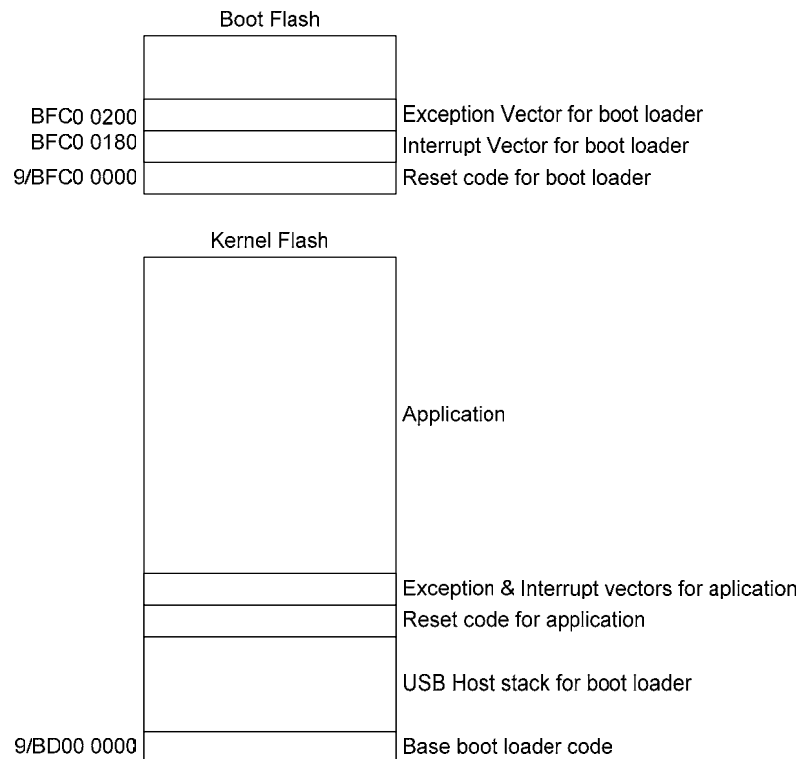 Boot Flash
BFC0 0200 Exception Vector for boot loader
BFC0 0180 Interrupt Vector for boot loader
9/BFC0 0000 Reset code for boot loader
Kernel Flash
Application
Exception & Interrupt vectors for aplication
Reset code for application
USB Host stack for boot loader
9/BD00 0000 Base boot loader code